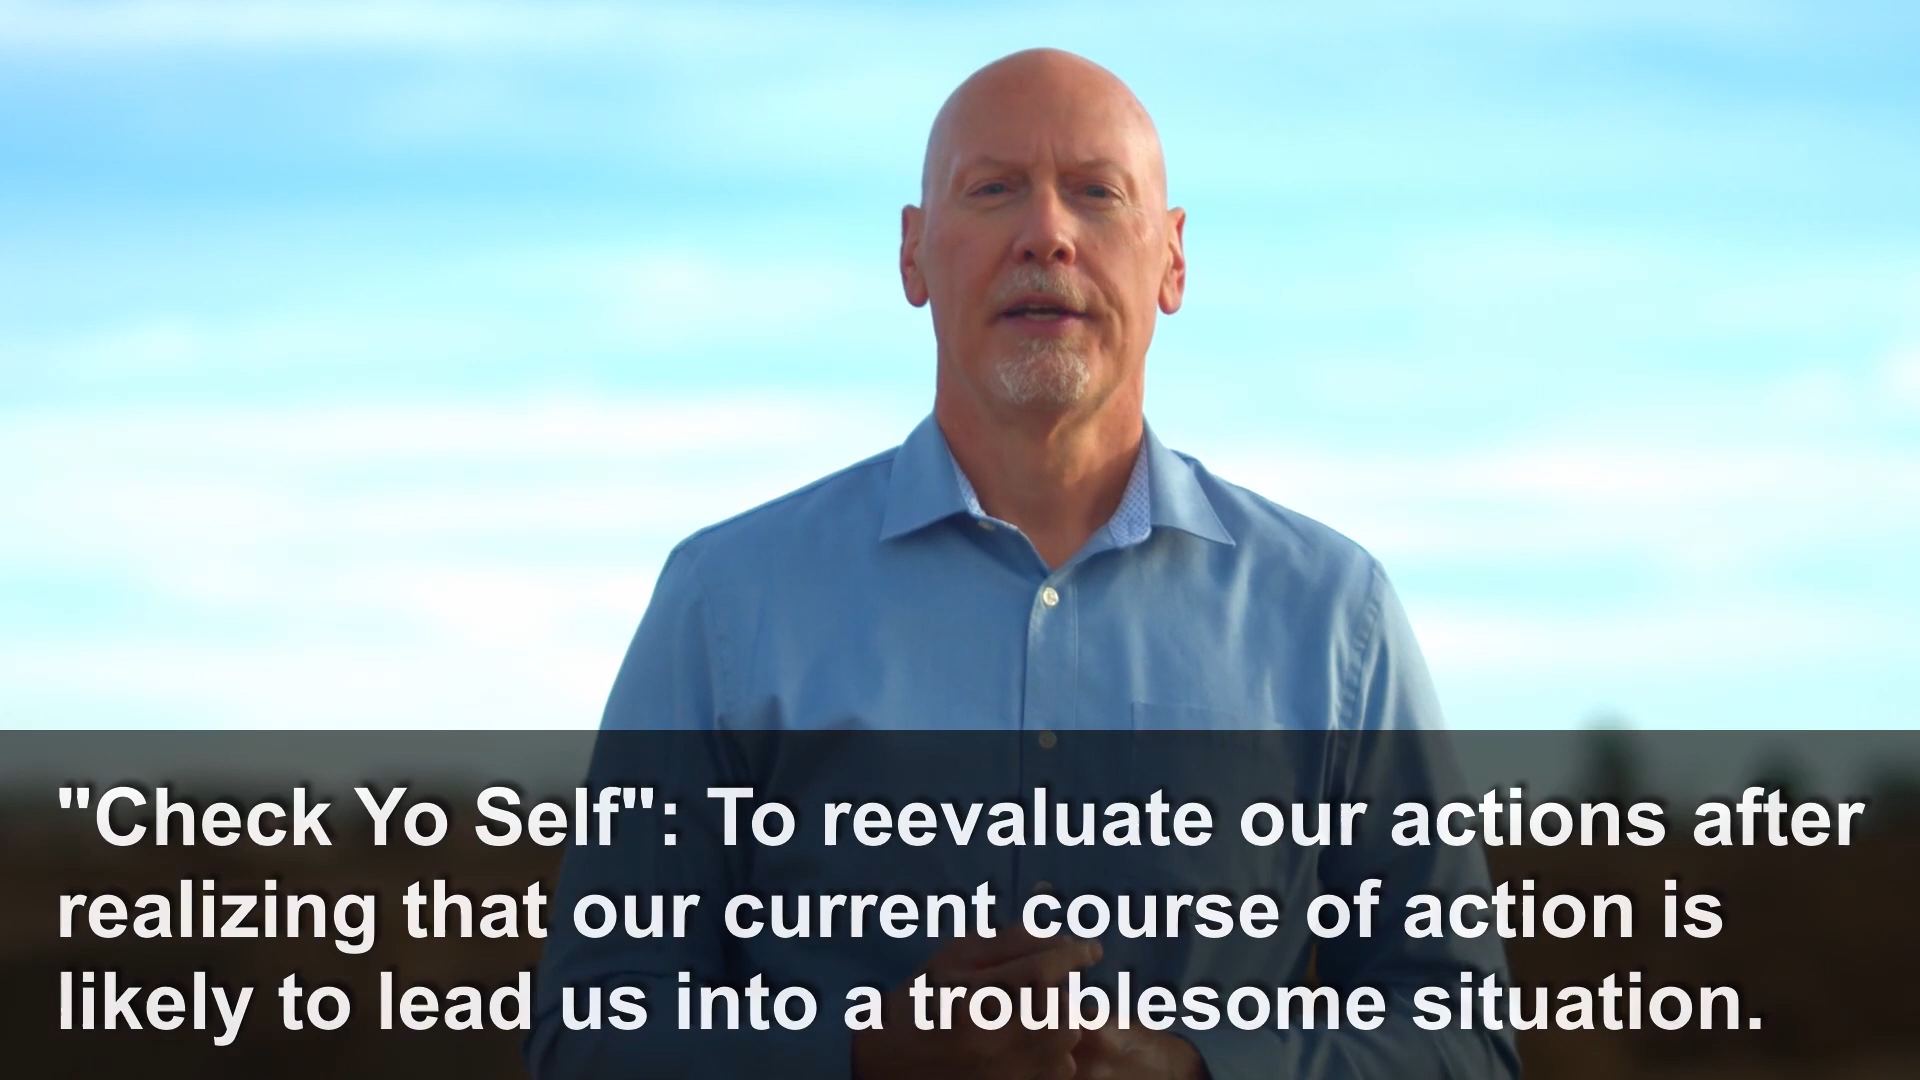 "Check Yo Self": To reevaluate our actions after
realizing that our current course of action is
likely to lead us into a troublesome situation.